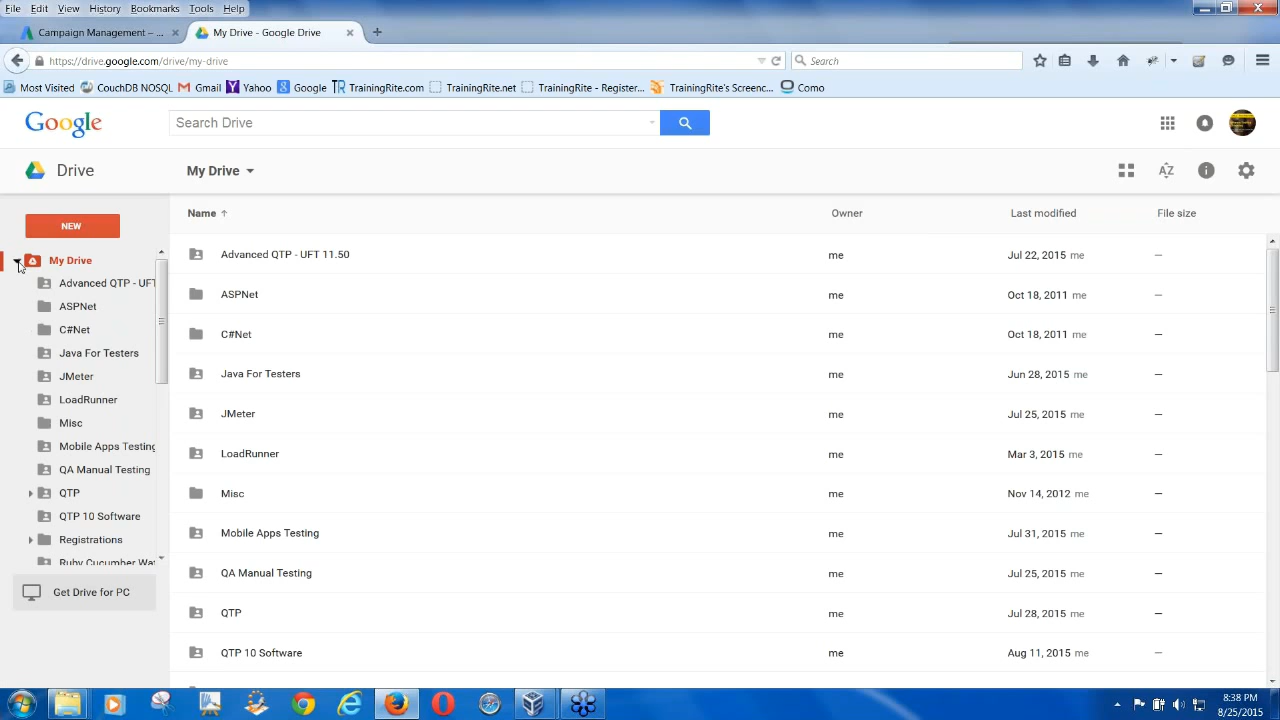 File Edit View History Bookmarks Tools Help
Campaign Management – ... My Drive - Google Drive
https://drive.google.com/drive/my-drive Search
Most Visited CouchDB NOSQL Gmail Yahoo Google TrainingRite.com TrainingRite.net TrainingRite - Register... TrainingRite's Screenc... Como
Google Search Drive
Drive My Drive
NEW
Name Owner Last modified File size
My Drive
Advanced QTP - UFT
ASPNet
C#Net
Java For Testers
JMeter
LoadRunner
Misc
Mobile Apps Testing
QA Manual Testing
QTP
QTP 10 Software
Registrations
Ruby Cucumber Wat
Get Drive for PC
Advanced QTP - UFT 11.50 me Jul 22, 2015 me —
ASPNet me Oct 18, 2011 me —
C#Net me Oct 18, 2011 me —
Java For Testers me Jun 28, 2015 me —
JMeter me Jul 25, 2015 me —
LoadRunner me Mar 3, 2015 me —
Misc me Nov 14, 2012 me —
Mobile Apps Testing me Jul 31, 2015 me —
QA Manual Testing me Jul 25, 2015 me —
QTP me Jul 28, 2015 me —
QTP 10 Software me Aug 11, 2015 me —
8:38 PM
8/25/2015